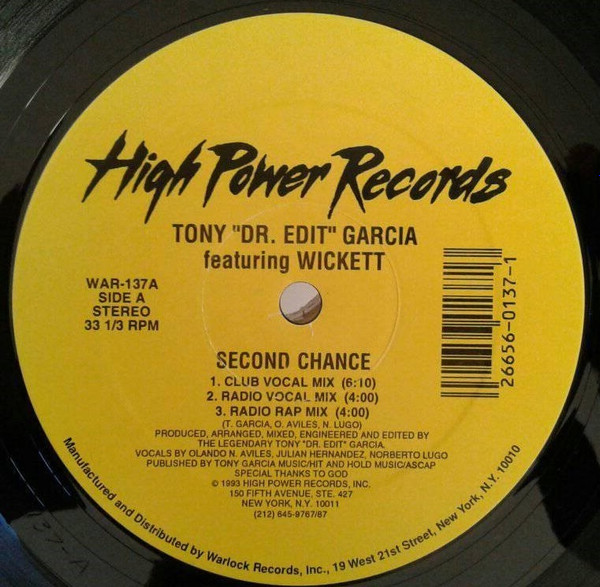 High Power Records
TONY "DR. EDIT" GARCIA
featuring WICKETT
WAR-137A
SIDE A
STEREO
33 1/3 RPM
26656-0137-1
SECOND CHANCE
1. CLUB VOCAL MIX (6:10)
2. RADIO VOCAL MIX (4:00)
3. RADIO RAP MIX (4:00)
(T. GARCIA, O. AVILES, N. LUGO)
PRODUCED, ARRANGED, MIXED, ENGINEERED AND EDITED BY
THE LEGENDARY TONY "DR. EDIT" GARCIA.
VOCALS BY OLANDO N. AVILES, JULIAN HERNANDEZ, NORBERTO LUGO
PUBLISHED BY TONY GARCIA MUSIC/HIT AND HOLD MUSIC/ASCAP
SPECIAL THANKS TO GOD
© 1993 HIGH POWER RECORDS, INC.
150 FIFTH AVENUE, STE. 427
NEW YORK, N.Y. 10011
(212) 645-9767/87
Manufactured and Distributed by Warlock Records, Inc., 19 West 21st Street, New York, N.Y. 10010